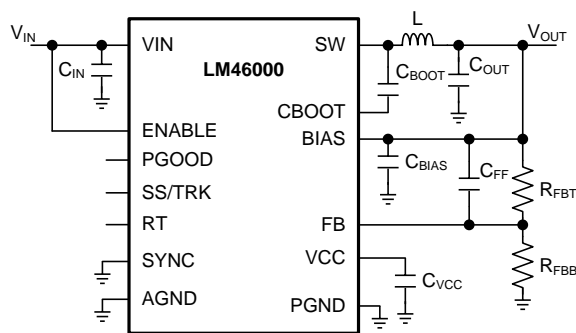 VIN
VIN
SW
L
VOUT
CIN
LM46000
CBOOT
COUT
CBOOT
ENABLE
BIAS
PGOOD
CBIAS
CFF
RFBT
SS/TRK
RT
FB
SYNC
VCC
RFBB
CVCC
AGND
PGND